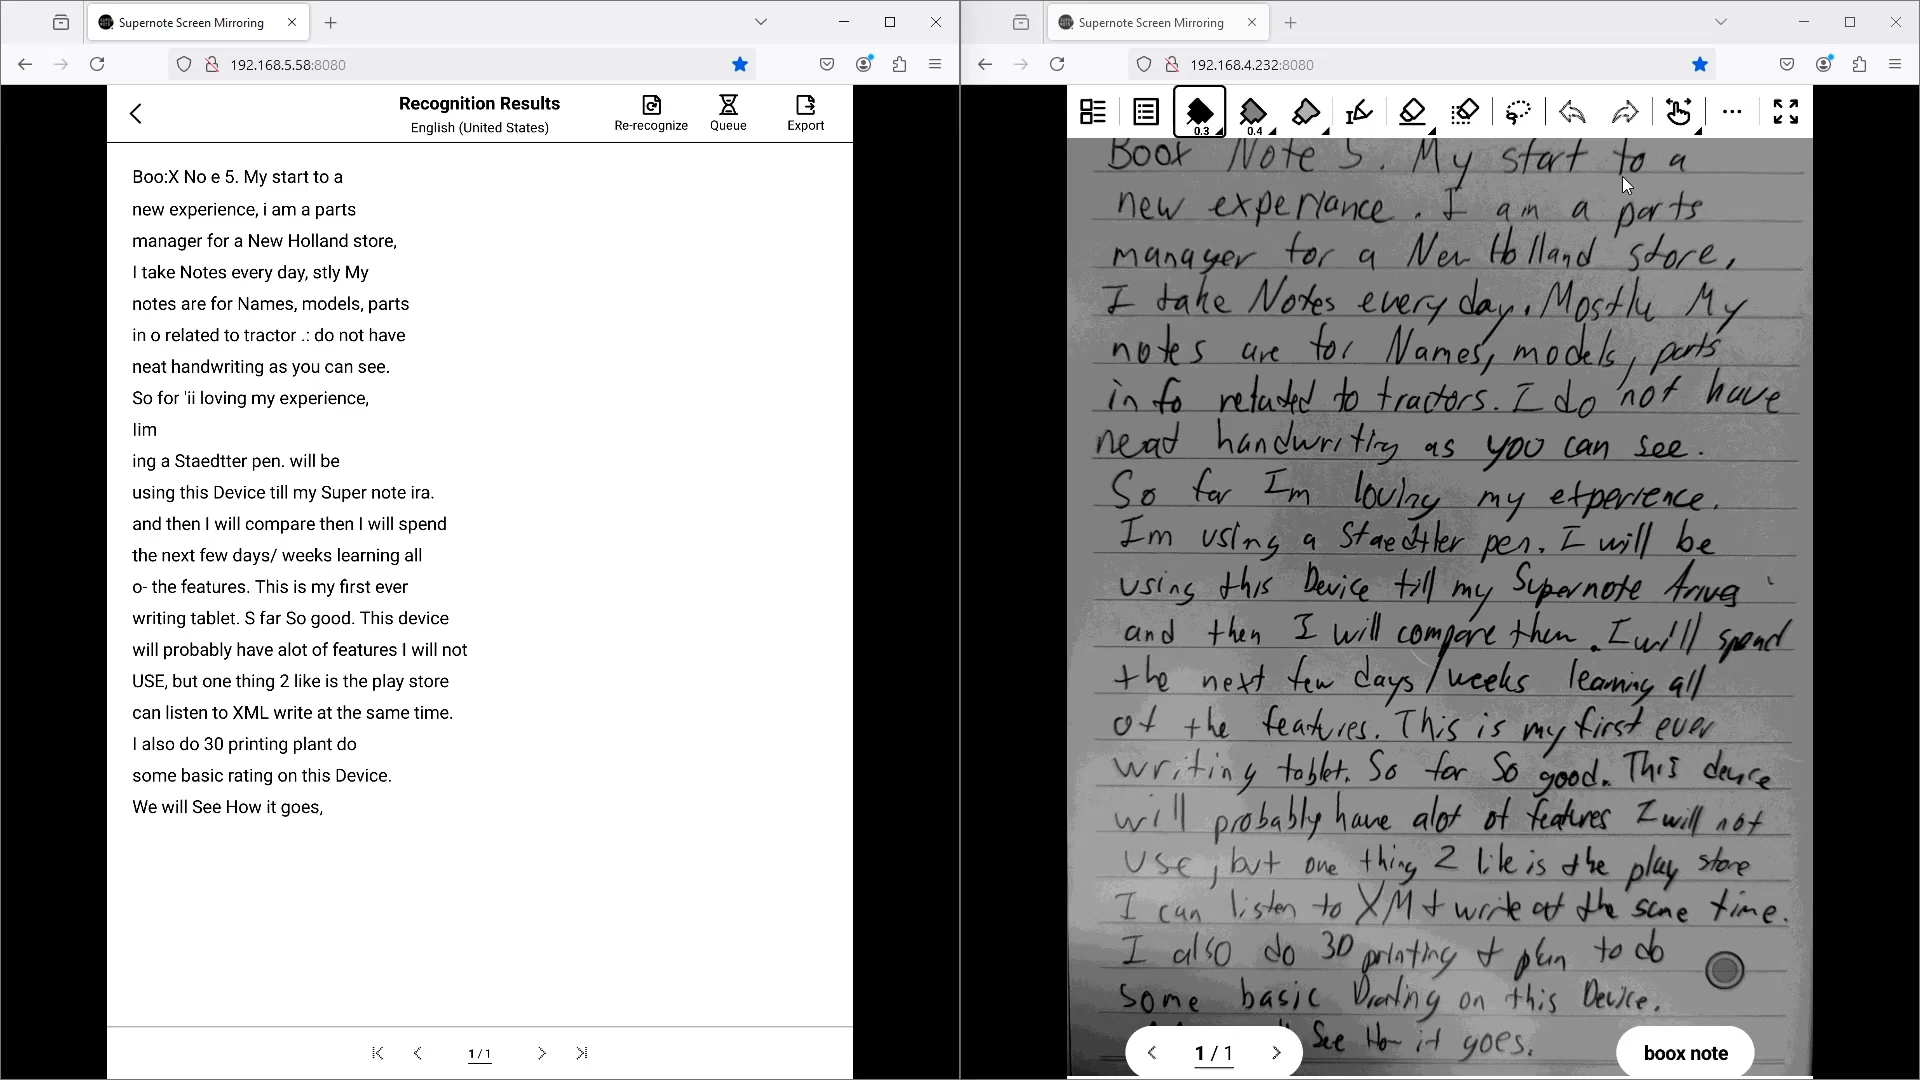 Supernote Screen Mirroring
192.168.5.58:8080
Recognition Results
English (United States)
Re-recognize
Queue
Export
Boo:X No e 5. My start to a
new experience, i am a parts
manager for a New Holland store,
I take Notes every day, stly My
notes are for Names, models, parts
in o related to tractor .: do not have
neat handwriting as you can see.
So for 'ii loving my experience,
Iim
ing a Staedtter pen. will be
using this Device till my Super note ira.
and then I will compare then I will spend
the next few days/ weeks learning all
o- the features. This is my first ever
writing tablet. S far So good. This device
will probably have alot of features I will not
USE, but one thing 2 like is the play store
can listen to XML write at the same time.
I also do 30 printing plant do
some basic rating on this Device.
We will See How it goes,
1/1
Supernote Screen Mirroring
192.168.4.232:8080
0.3
0.4
Boox Note 5. My start to a
new experiance. I am a parts
manager for a New Holland store,
I take Notes every day. Mostly My
notes are for Names, models, parts
info related to tractors. I do not have
neat handwriting as you can see.
So far Im loving my experience.
Im using a Staedtler pen. I will be
using this Device till my Supernote Arives
and then I will compare them. I will spend
the next few days/weeks learning all
of the features. This is my first ever
writing tablet. So far So good. This device
will probably have alot of features I will not
use, but one thing I like is the play store
I can listen to XM + write at the same time.
I also do 3D printing + plan to do
some basic Drafting on this Device.
See How it goes.
1 / 1
boox note